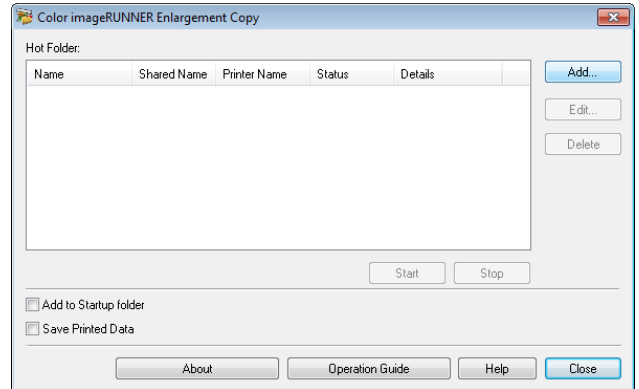 Color imageRUNNER Enlargement Copy
Hot Folder:
Name Shared Name Printer Name Status Details
Add...
Edit...
Delete
Start Stop
Add to Startup folder
Save Printed Data
About Operation Guide Help Close